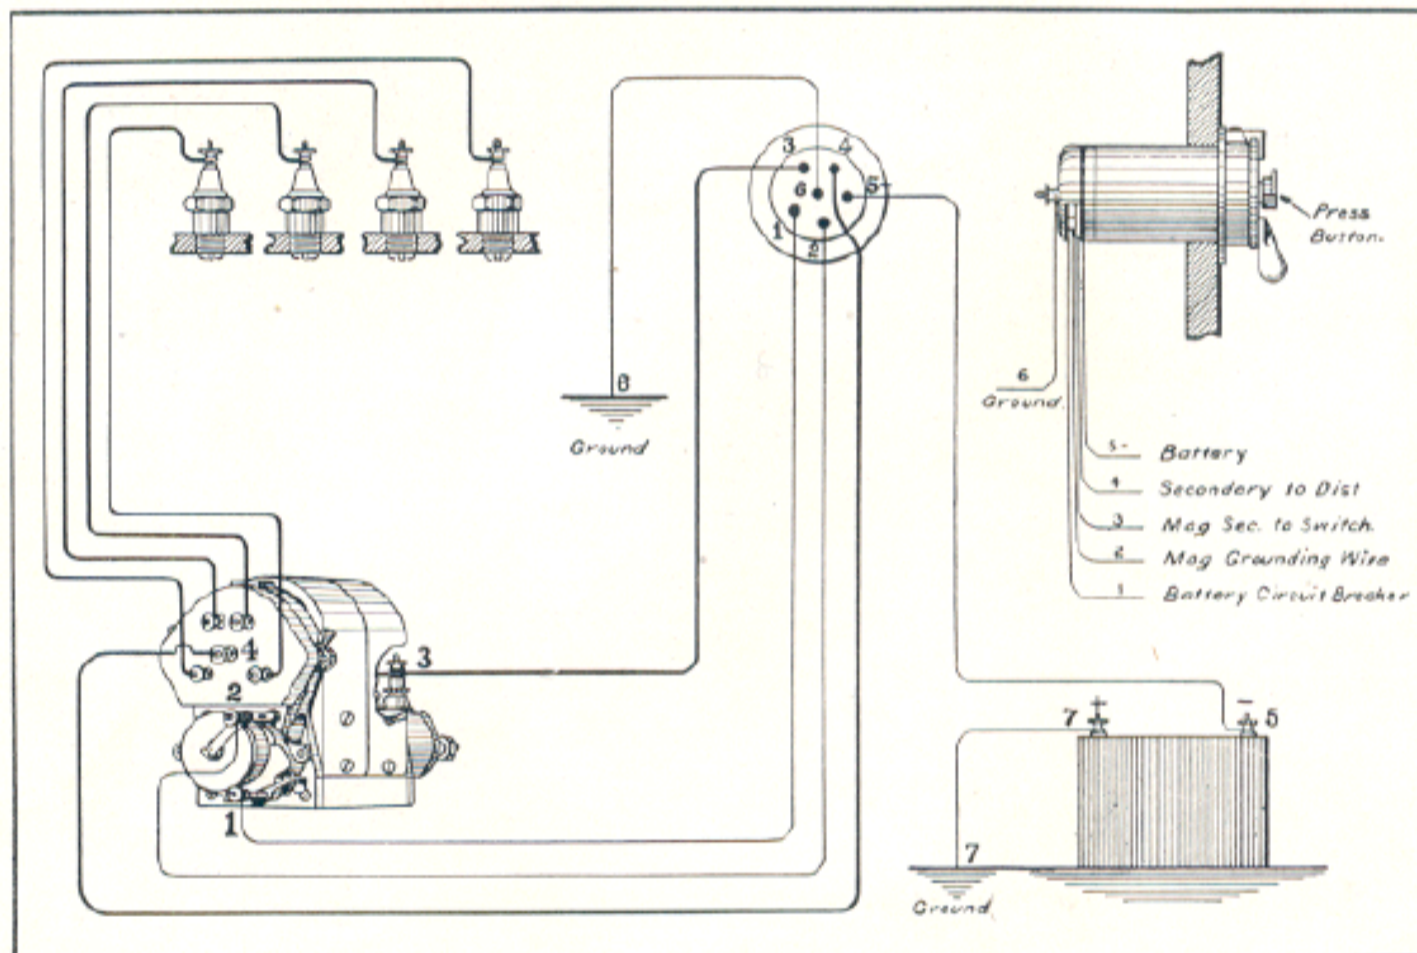 3
4
6
5-
1
2
Press
Button.
6
Ground
6
Ground.
5- Battery
4 Secondary to Dist
3 Mag Sec. to Switch.
2 Mag Grounding Wire
1 Battery Circuit Breaker
4
3
2
1
+
-
7
5
7
Ground